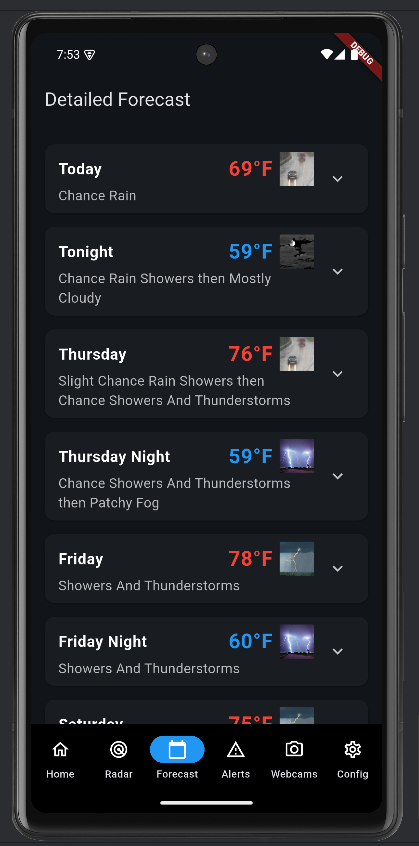 7:53
DEBUG
Detailed Forecast
Today 69°F
Chance Rain
Tonight 59°F
Chance Rain Showers then Mostly
Cloudy
Thursday 76°F
Slight Chance Rain Showers then
Chance Showers And Thunderstorms
Thursday Night 59°F
Chance Showers And Thunderstorms
then Patchy Fog
Friday 78°F
Showers And Thunderstorms
Friday Night 60°F
Showers And Thunderstorms
Saturday 75°F
Home Radar Forecast Alerts Webcams Config